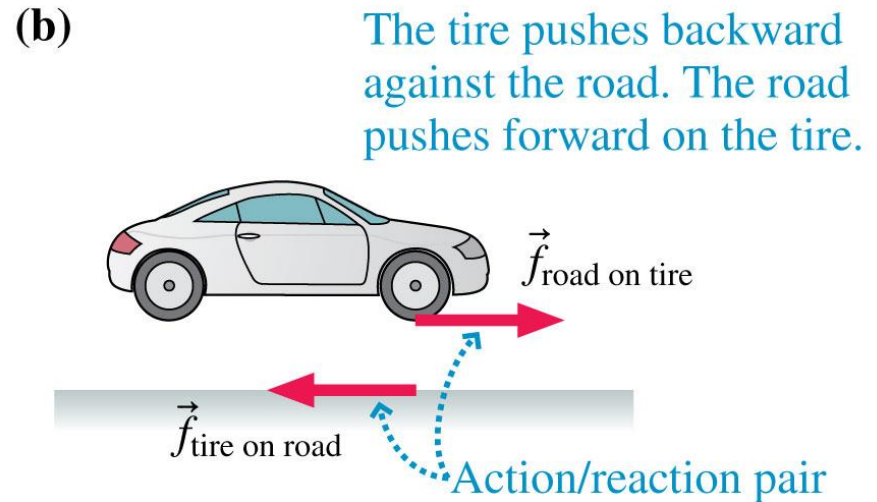 (b)
The tire pushes backward
against the road. The road
pushes forward on the tire.
f⃗ road on tire
f⃗ tire on road
Action/reaction pair